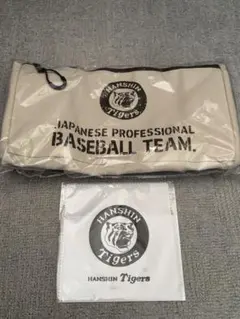 HANSHIN
Tigers
JAPANESE PROFESSIONAL
BASEBALL TEAM.
HANSHIN
Tigers
HANSHIN Tigers